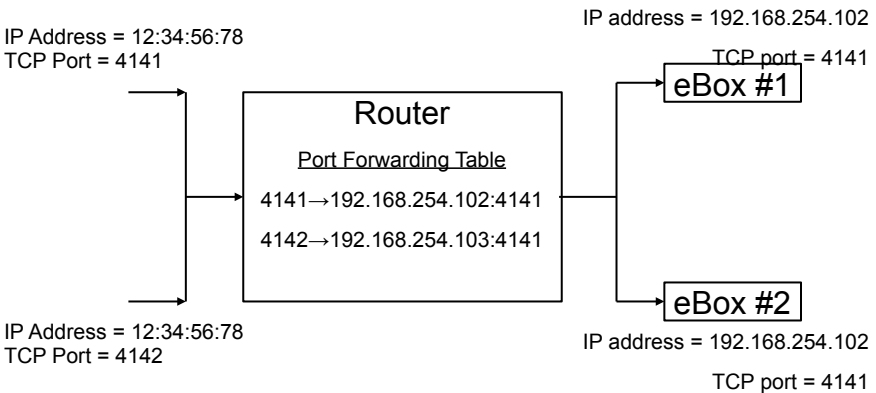 IP Address = 12:34:56:78
TCP Port = 4141
IP address = 192.168.254.102
TCP port = 4141
eBox #1
Router
Port Forwarding Table
4141→192.168.254.102:4141
4142→192.168.254.103:4141
IP Address = 12:34:56:78
TCP Port = 4142
eBox #2
IP address = 192.168.254.102
TCP port = 4141